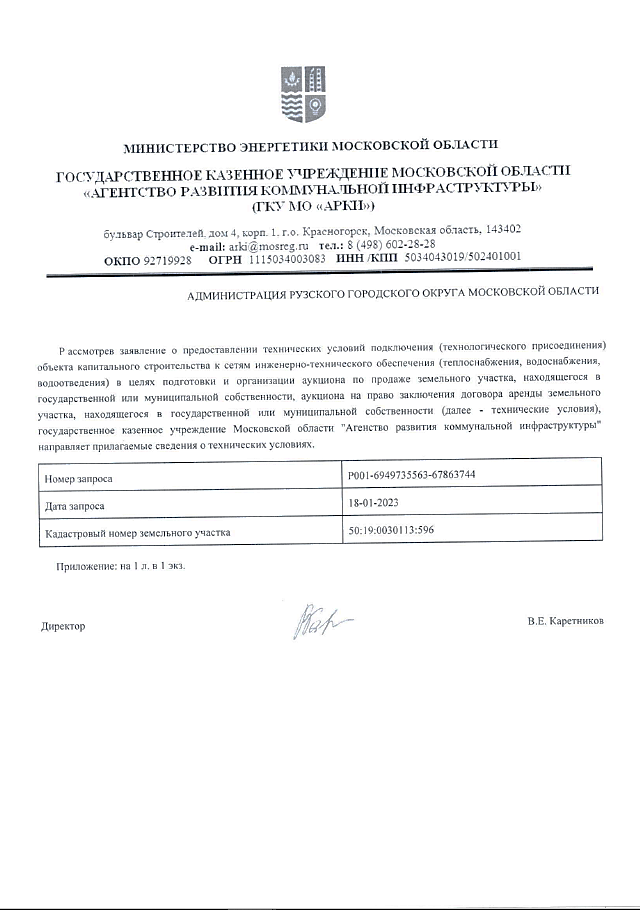 МИНИСТЕРСТВО ЭНЕРГЕТИКИ МОСКОВСКОЙ ОБЛАСТИ
ГОСУДАРСТВЕННОЕ КАЗЕННОЕ УЧРЕЖДЕНИЕ МОСКОВСКОЙ ОБЛАСТИ
«АГЕНТСТВО РАЗВИТИЯ КОММУНАЛЬНОЙ ИНФРАСТРУКТУРЫ»
(ГКУ МО «АРКИ»)
бульвар Строителей, дом 4, корп. 1. г.о. Красногорск, Московская область, 143402
e-mail: arki@mosreg.ru тел.: 8 (498) 602-28-28
ОКПО 92719928 ОГРН 1115034003083 ИНН /КПП 5034043019/502401001
АДМИНИСТРАЦИЯ РУЗСКОГО ГОРОДСКОГО ОКРУГА МОСКОВСКОЙ ОБЛАСТИ
Рассмотрев заявление о предоставлении технических условий подключения (технологического присоединения)
объекта капитального строительства к сетям инженерно-технического обеспечения (теплоснабжения, водоснабжения,
водоотведения) в целях подготовки и организации аукциона по продаже земельного участка, находящегося в
государственной или муниципальной собственности, аукциона на право заключения договора аренды земельного
участка, находящегося в государственной или муниципальной собственности (далее - технические условия),
государственное казенное учреждение Московской области "Агенство развития коммунальной инфраструктуры"
направляет прилагаемые сведения о технических условиях.
Номер запроса P001-6949735563-67863744
Дата запроса 18-01-2023
Кадастровый номер земельного участка 50:19:0030113:596
Приложение: на 1 л. в 1 экз.
Директор В.Е. Каретников